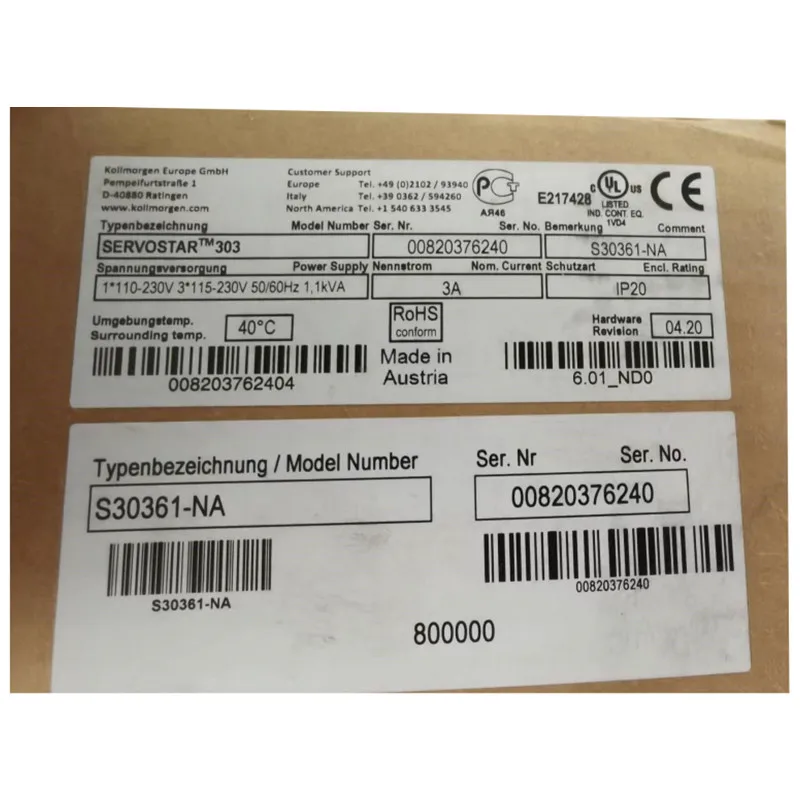 Kollmorgen Europe GmbH
Pempelfurtstraße 1
D-40880 Ratingen
www.kollmorgen.com
Customer Support
Europe Tel. +49 (0)2102 / 93940
Italy Tel. +39 0362 / 594260
North America Tel. +1 540 633 3545
PCT
АЯ46
E217428
C UL US
LISTED
IND. CONT. EQ.
1VD4
CE
Typenbezeichnung Model Number Ser. Nr. Ser. No. Bemerkung Comment
SERVOSTAR™303 00820376240 S30361-NA
Spannungsversorgung Power Supply Nennstrom Nom. Current Schutzart Encl. Rating
1*110-230V 3*115-230V 50/60Hz 1,1kVA 3A IP20
Umgebungstemp.
Surrounding temp. 40°C
RoHS
conform
Hardware
Revision 04.20
008203762404
Made in
Austria
6.01_ND0
Typenbezeichnung / Model Number Ser. Nr Ser. No.
S30361-NA 00820376240
S30361-NA
00820376240
800000